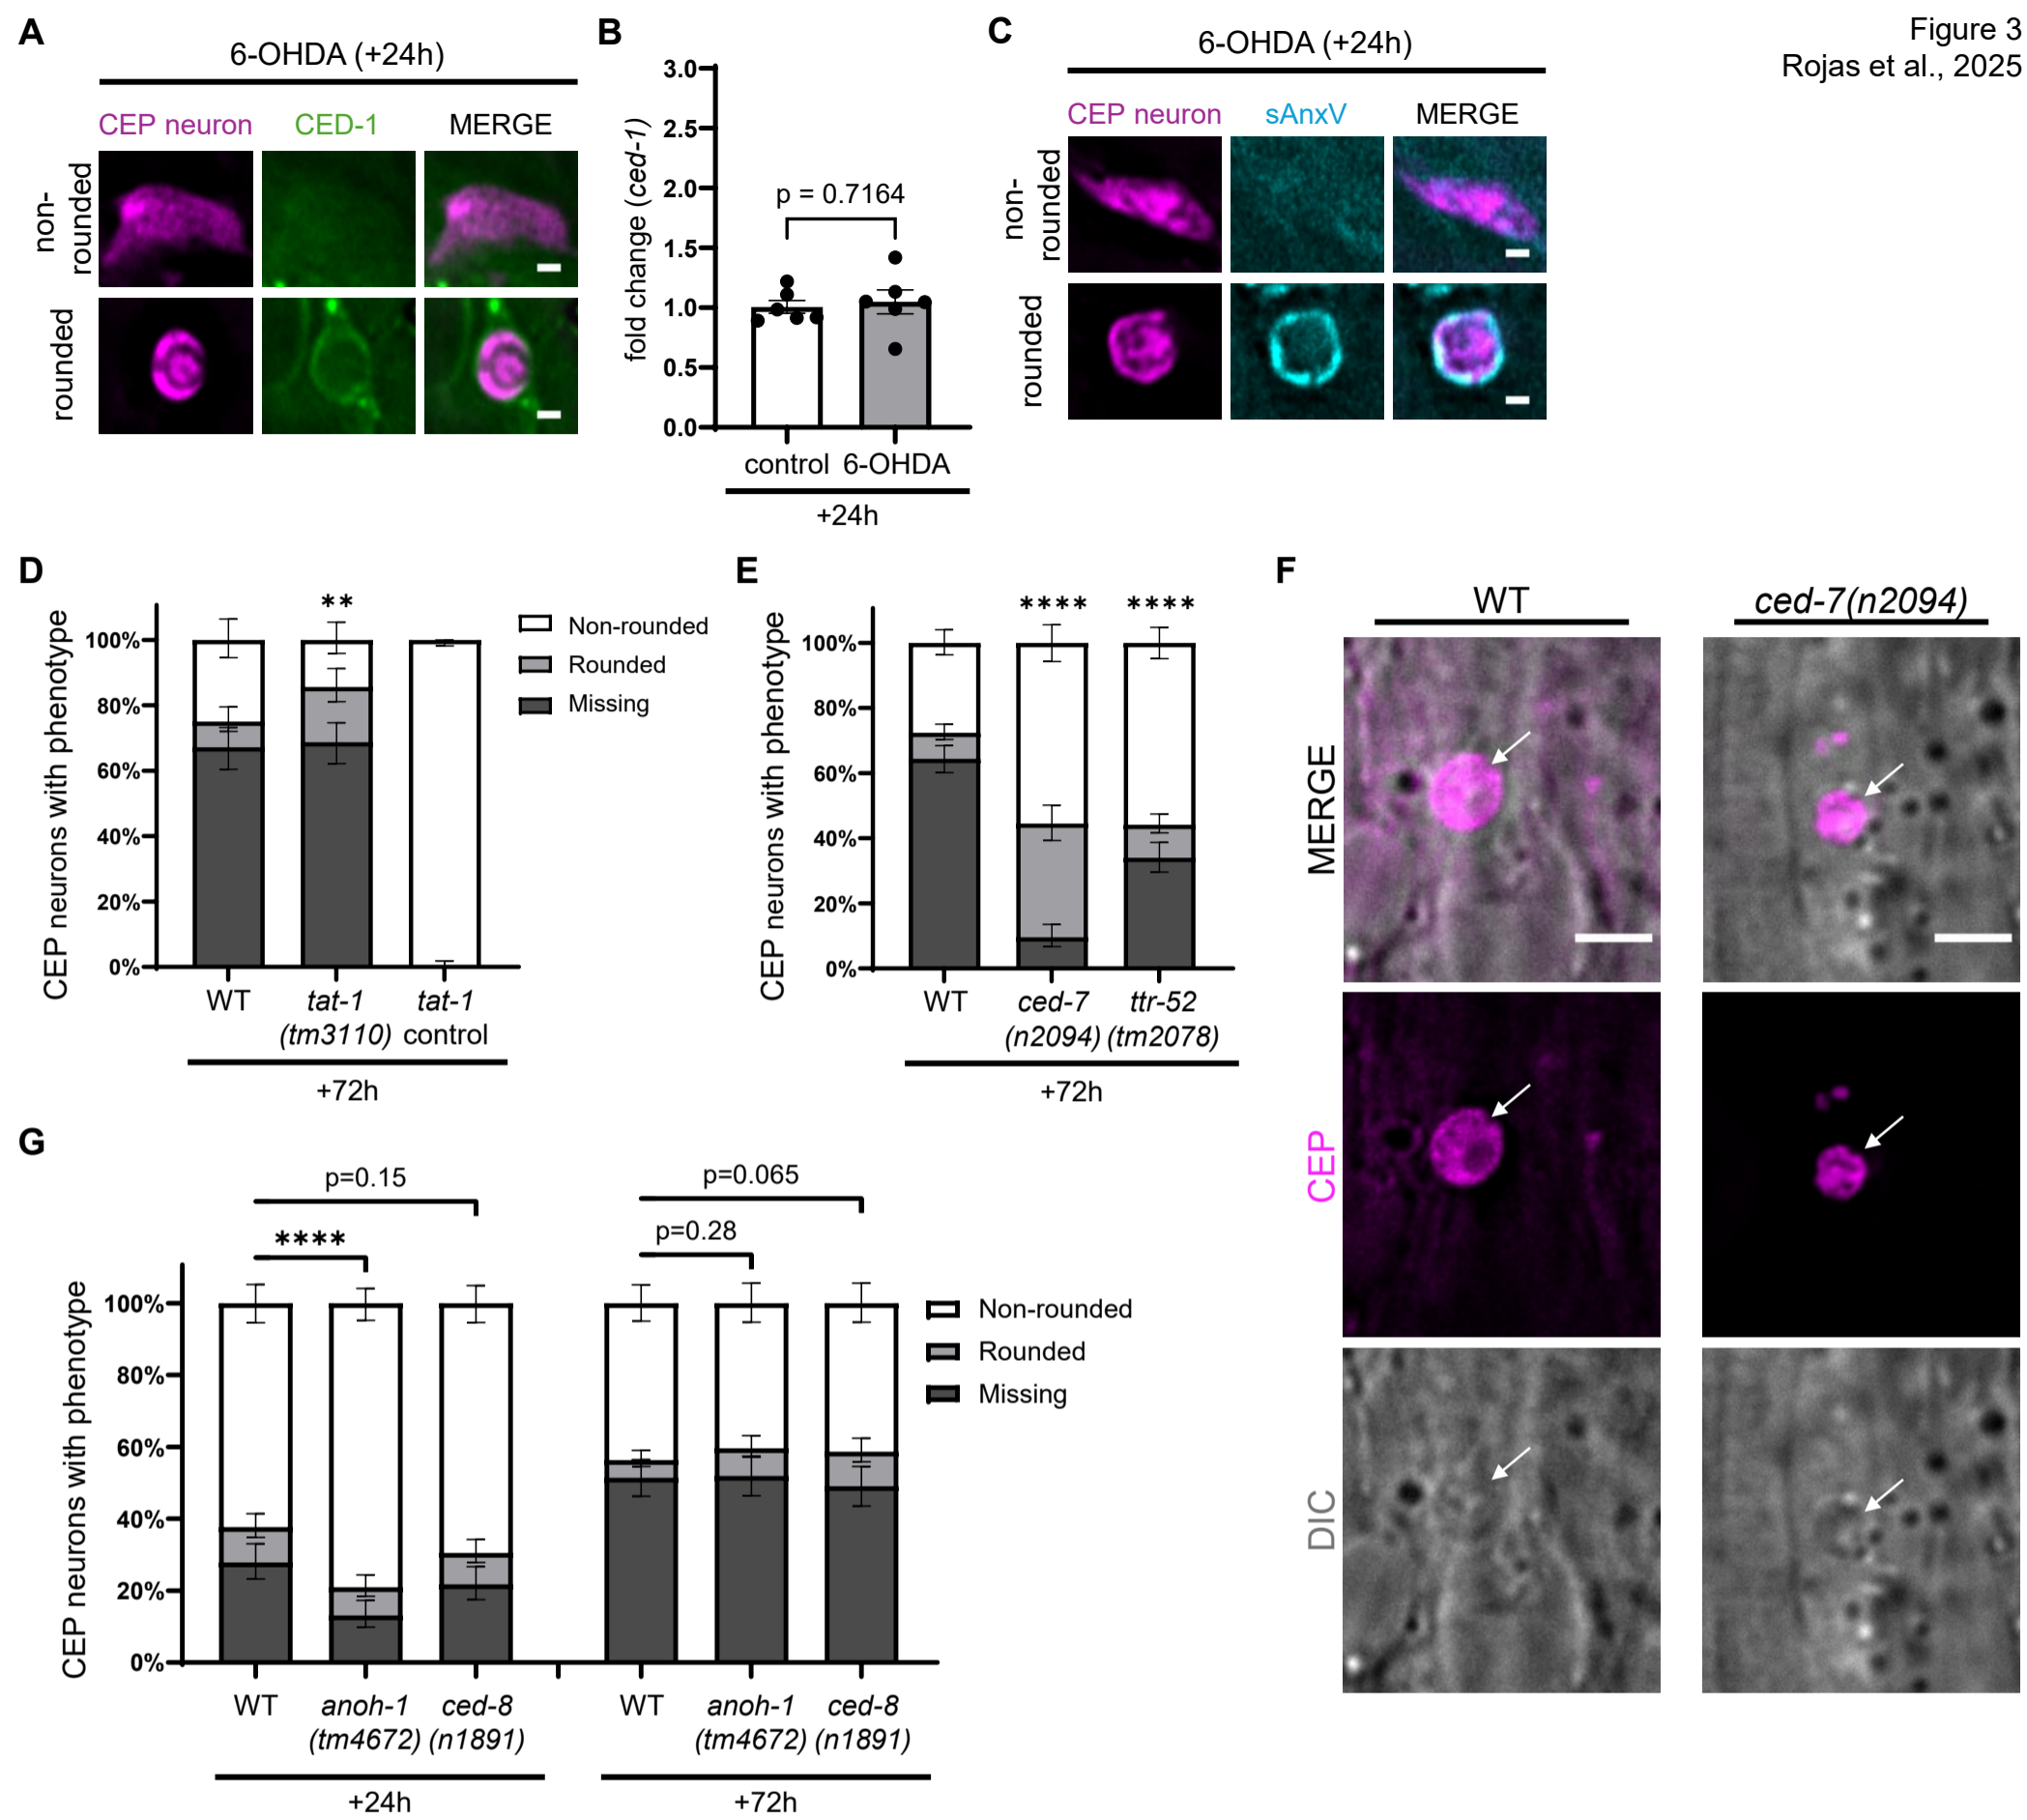 Figure 3
Rojas et al., 2025
A
6-OHDA (+24h)
CEP neuron
CED-1
MERGE
non-
rounded
rounded
B
fold change (ced-1)
3.0
2.5
2.0
1.5
1.0
0.5
0.0
p = 0.7164
control
6-OHDA
+24h
C
6-OHDA (+24h)
CEP neuron
sAnxV
MERGE
non-
rounded
rounded
D
CEP neurons with phenotype
100%
80%
60%
40%
20%
0%
**
Non-rounded
Rounded
Missing
WT
tat-1
(tm3110)
tat-1
control
+72h
E
CEP neurons with phenotype
100%
80%
60%
40%
20%
0%
****
****
WT
ced-7
(n2094)
ttr-52
(tm2078)
+72h
F
WT
ced-7(n2094)
MERGE
CEP
DIC
G
CEP neurons with phenotype
100%
80%
60%
40%
20%
0%
p=0.15
****
p=0.065
p=0.28
Non-rounded
Rounded
Missing
WT
anoh-1
(tm4672)
ced-8
(n1891)
WT
anoh-1
(tm4672)
ced-8
(n1891)
+24h
+72h